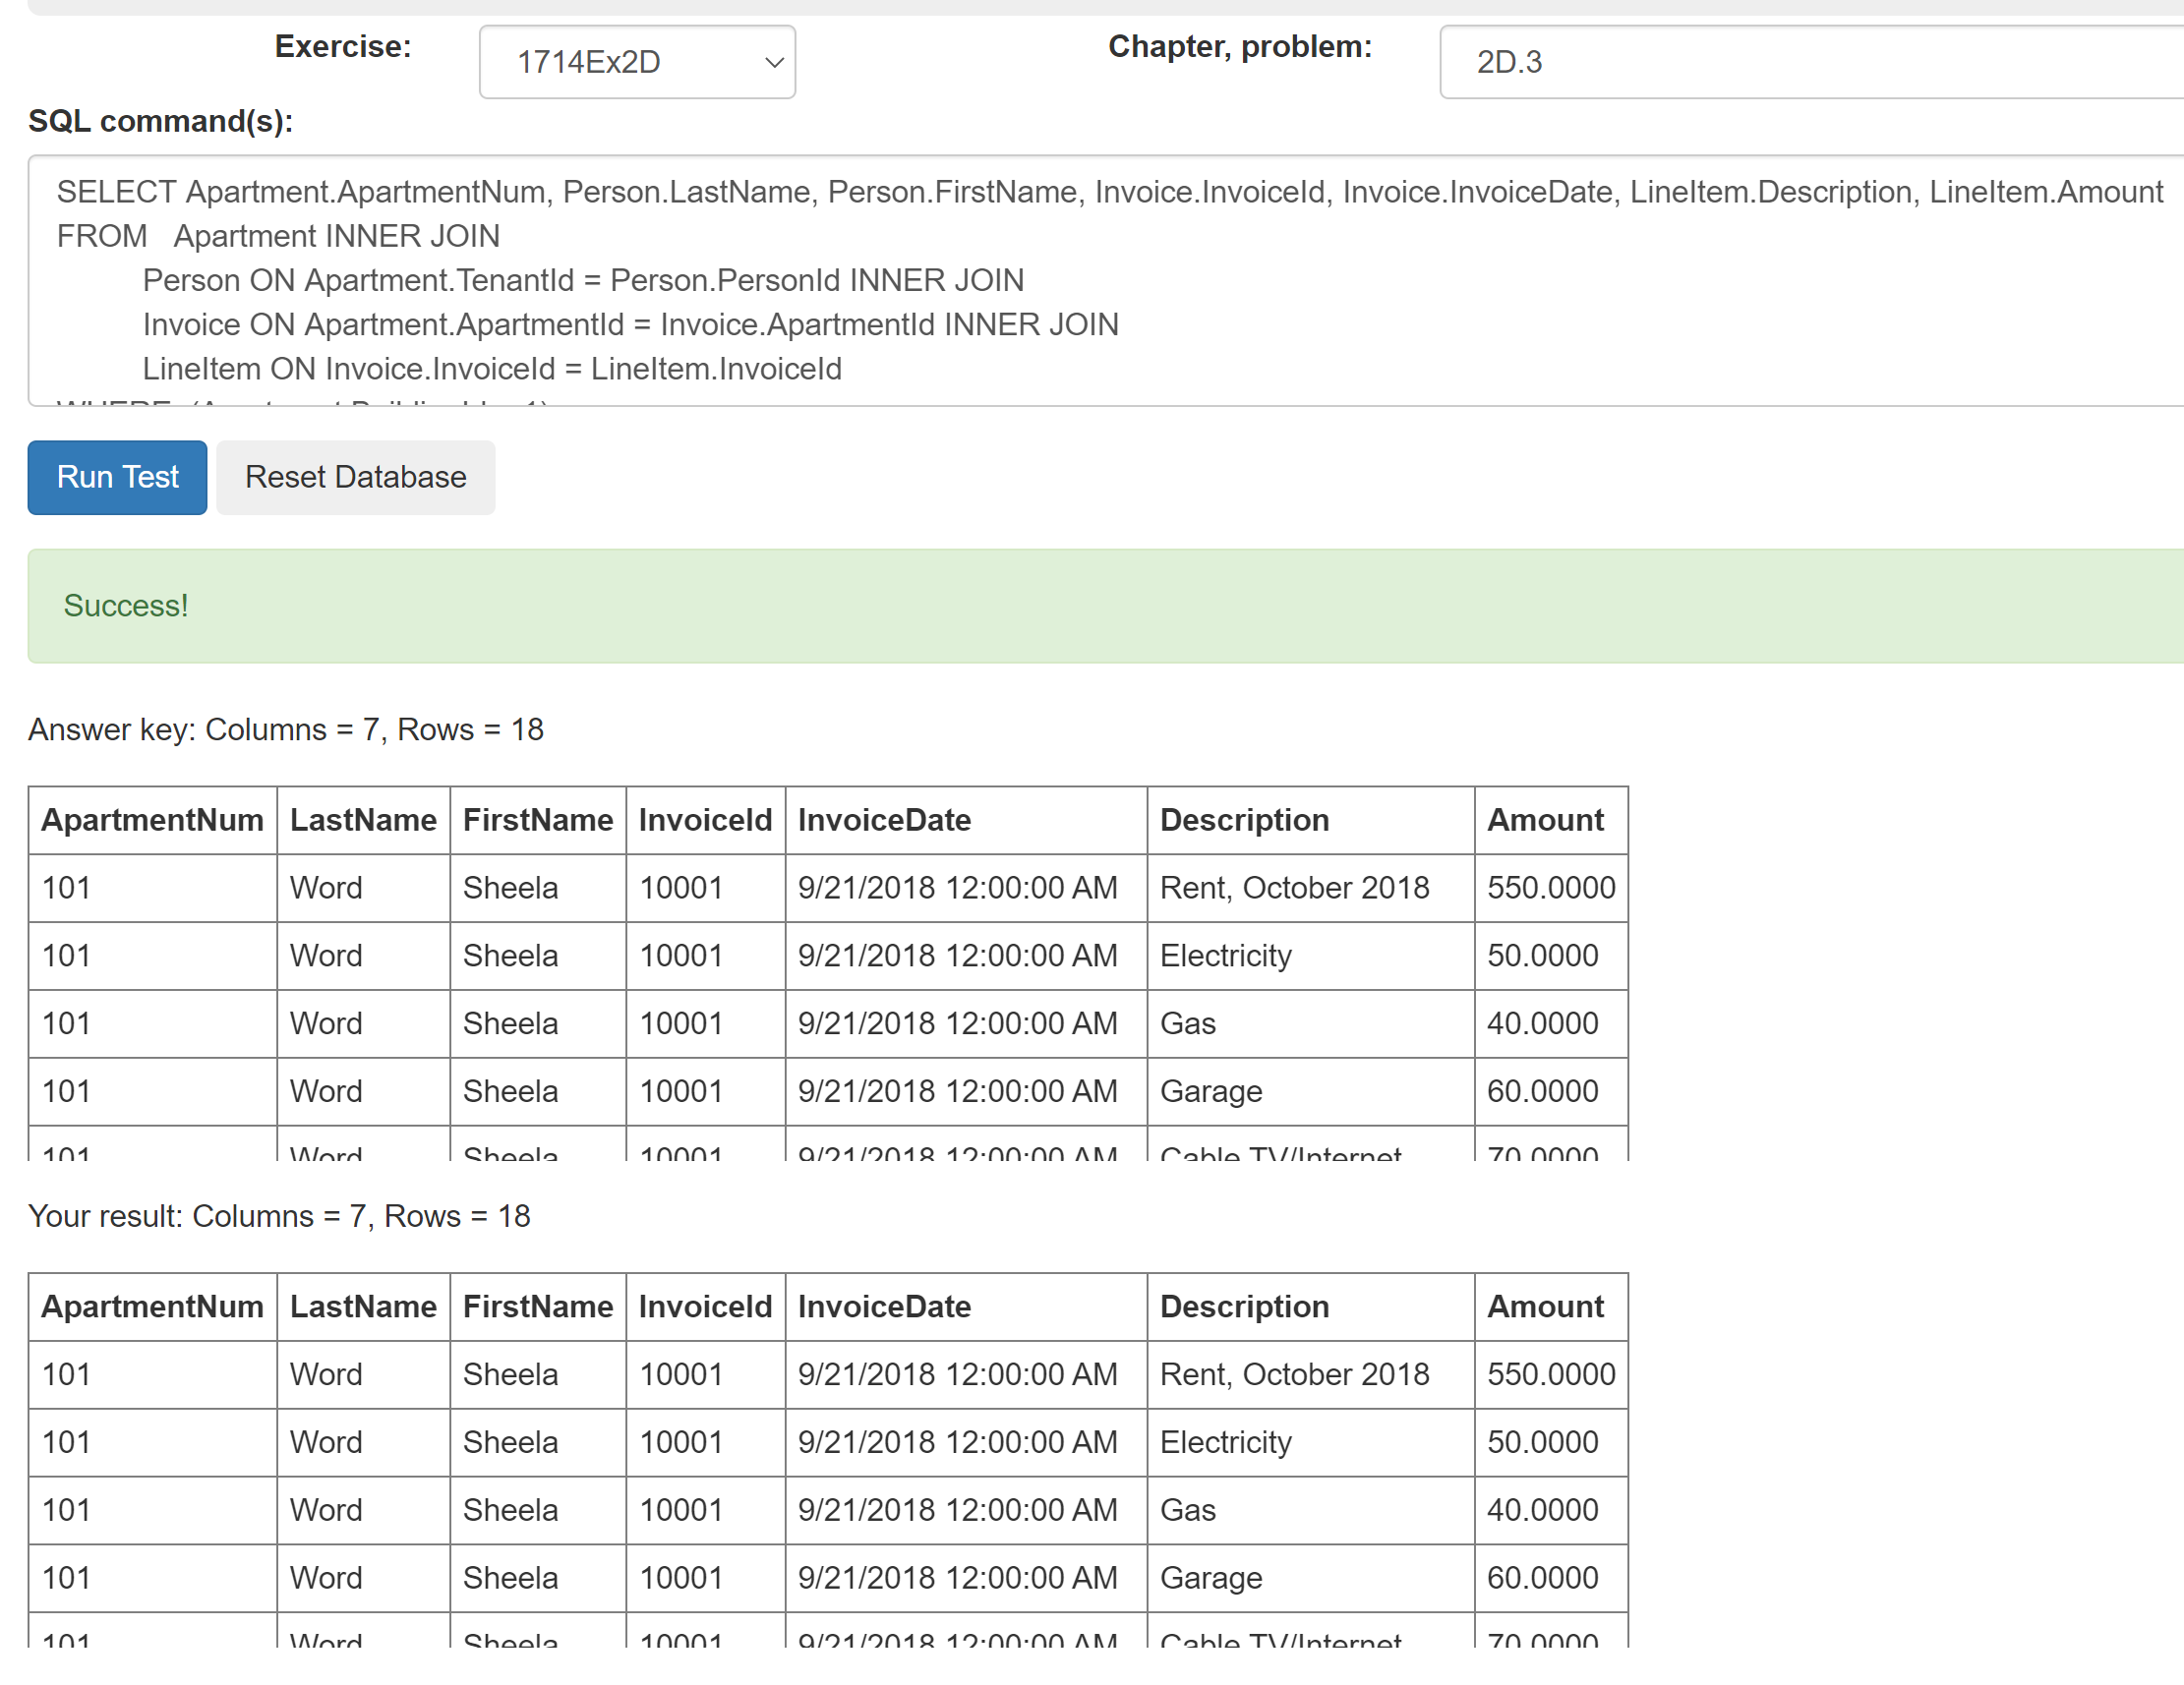 Exercise: 1714Ex2D Chapter, problem: 2D.3
SQL command(s):
SELECT Apartment.ApartmentNum, Person.LastName, Person.FirstName, Invoice.InvoiceId, Invoice.InvoiceDate, LineItem.Description, LineItem.Amount
FROM Apartment INNER JOIN
Person ON Apartment.TenantId = Person.PersonId INNER JOIN
Invoice ON Apartment.ApartmentId = Invoice.ApartmentId INNER JOIN
LineItem ON Invoice.InvoiceId = LineItem.InvoiceId
Run Test Reset Database
Success!
Answer key: Columns = 7, Rows = 18
ApartmentNum LastName FirstName InvoiceId InvoiceDate Description Amount
101 Word Sheela 10001 9/21/2018 12:00:00 AM Rent, October 2018 550.0000
101 Word Sheela 10001 9/21/2018 12:00:00 AM Electricity 50.0000
101 Word Sheela 10001 9/21/2018 12:00:00 AM Gas 40.0000
101 Word Sheela 10001 9/21/2018 12:00:00 AM Garage 60.0000
101 Word Sheela 10001 9/21/2018 12:00:00 AM Cable TV/Internet 70.0000
Your result: Columns = 7, Rows = 18
ApartmentNum LastName FirstName InvoiceId InvoiceDate Description Amount
101 Word Sheela 10001 9/21/2018 12:00:00 AM Rent, October 2018 550.0000
101 Word Sheela 10001 9/21/2018 12:00:00 AM Electricity 50.0000
101 Word Sheela 10001 9/21/2018 12:00:00 AM Gas 40.0000
101 Word Sheela 10001 9/21/2018 12:00:00 AM Garage 60.0000
101 Word Sheela 10001 9/21/2018 12:00:00 AM Cable TV/Internet 70.0000